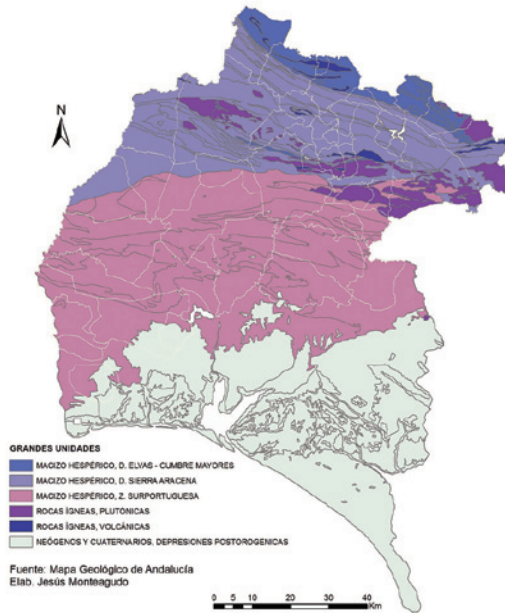 N
GRANDES UNIDADES
MACIZO HESPÉRICO, D. ELVAS - CUMBRE MAYORES
MACIZO HESPÉRICO, D. SIERRA ARACENA
MACIZO HESPÉRICO, Z. SURPORTUGUESA
ROCAS ÍGNEAS, PLUTÓNICAS
ROCAS ÍGNEAS, VOLCÁNICAS
NEÓGENOS Y CUATERNARIOS, DEPRESIONES POSTOROGENICAS
Fuente: Mapa Geológico de Andalucía
Elab. Jesús Monteagudo
0 5 10 20 30 40
Km